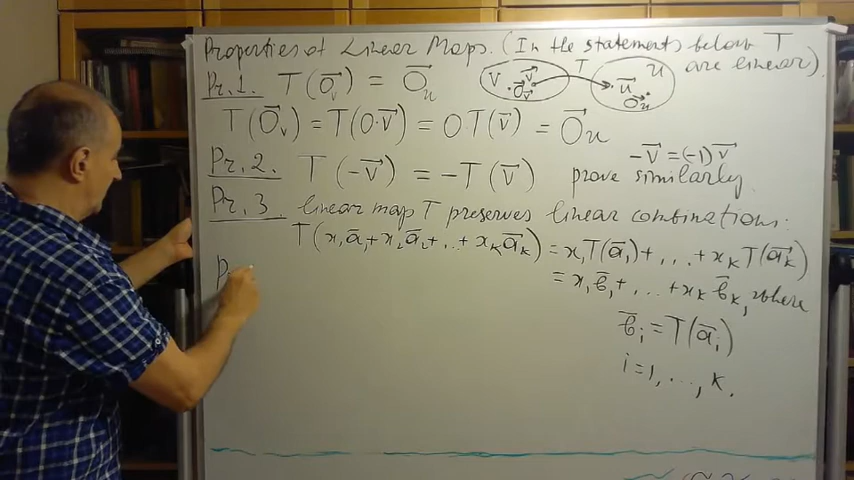 Properties of Linear Maps. (In the statements below T
are linear).
Pr. 1. T(0⃗ᵥ) = 0⃗ᵤ
V v⃗ 0⃗ᵥ T u⃗ 0⃗ᵤ U
T(0⃗ᵥ) = T(0·v⃗) = 0T(v⃗) = 0⃗ᵤ
Pr. 2. T(-v⃗) = -T(v⃗)
-v⃗ = (-1)v⃗
prove similarly.
Pr. 3. linear map T preserves linear combinations:
T(x₁a⃗₁+x₂a⃗₂+...+xₖa⃗ₖ) = x₁T(a⃗₁)+...+xₖT(a⃗ₖ)
= x₁b⃗₁+...+xₖb⃗ₖ, where
b⃗ᵢ = T(a⃗ᵢ)
i=1,...,k.
P